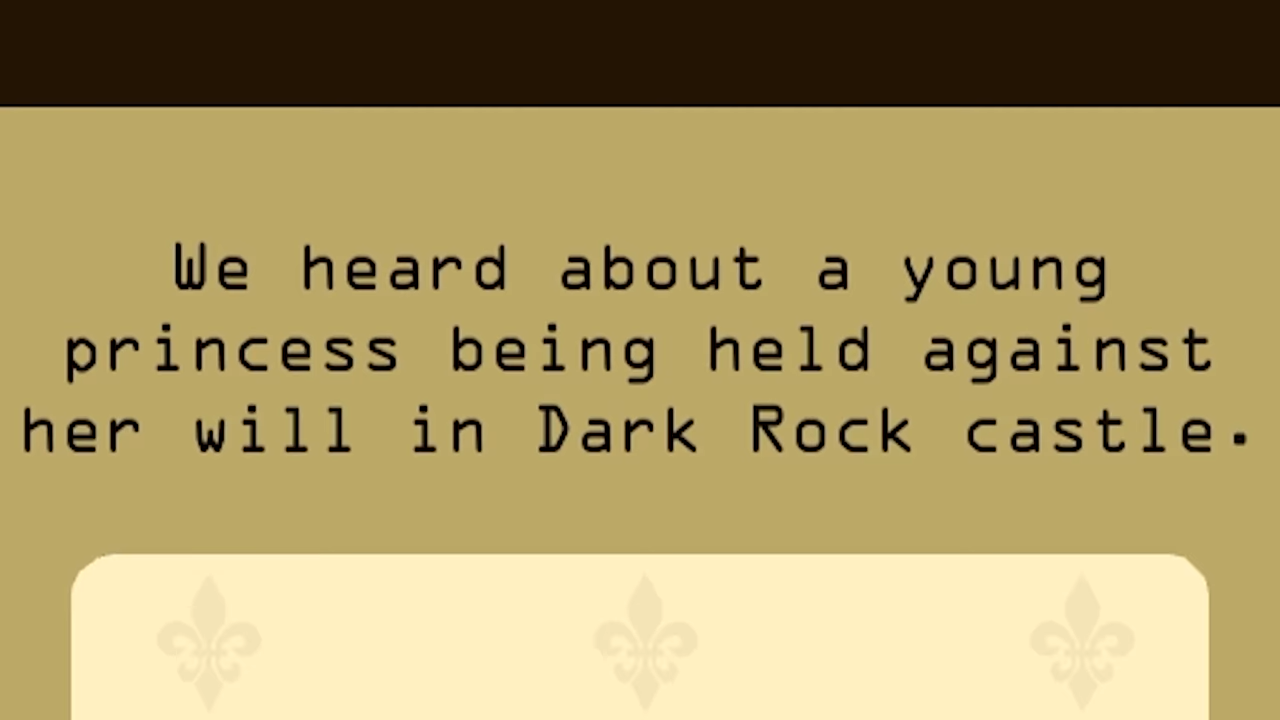 We heard about a young
princess being held against
her will in Dark Rock castle.